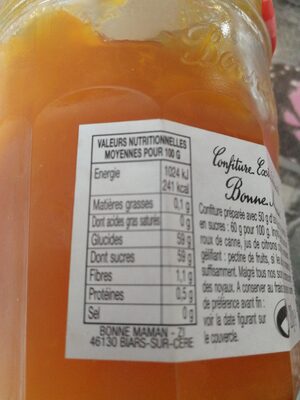 VALEURS NUTRITIONNELLES
MOYENNES POUR 100 G
Energie 1024 kJ
241 kcal
Matières grasses 0,1 g
Dont acides gras saturés 0 g
Glucides 59 g
Dont sucres 59 g
Fibres 1,1 g
Protéines 0,5 g
Sel 0 g
BONNE MAMAN - ZI
46130 BIARS-SUR-CÈRE
Confiture
Bonne
Confiture préparée avec 50 g d
en sucres : 60 g pour 100 g.
roux de canne, jus de citrons
gélifiant : pectine de fruits,
suffisamment. Malgré tous nos soins
des noyaux. A conserver au
de préférence avant fin :
voir la date figurant sur
le couvercle.